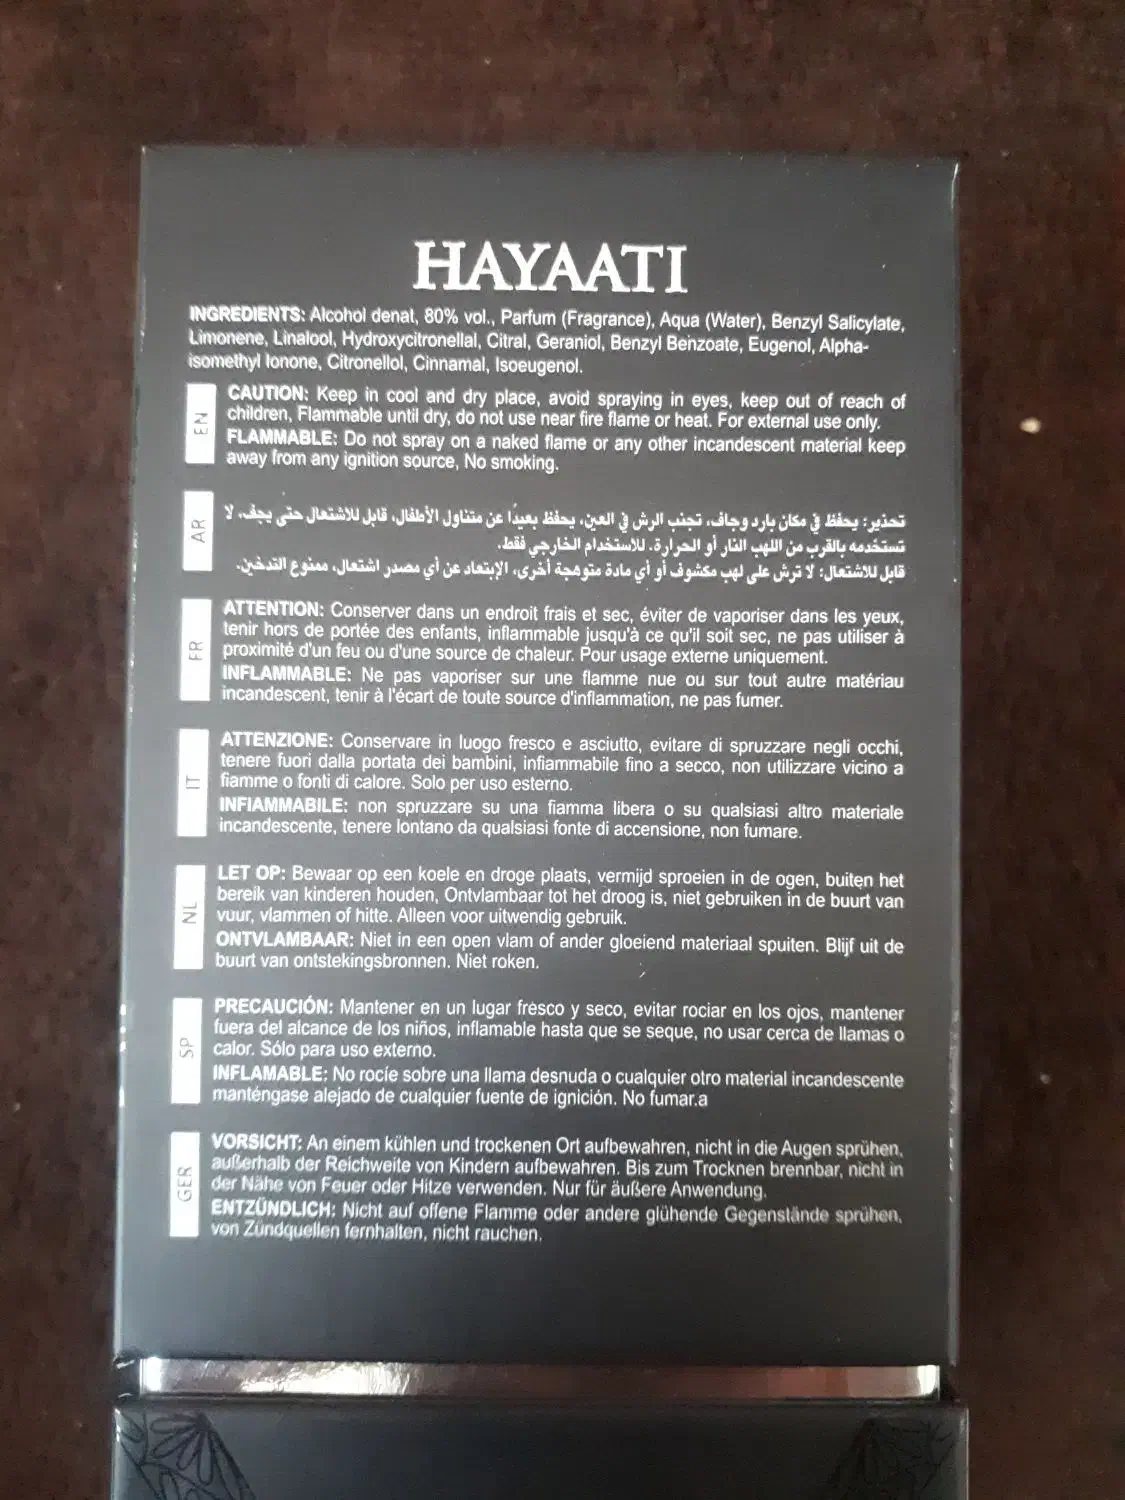 HAYAATI
INGREDIENTS: Alcohol denat, 80% vol., Parfum (Fragrance), Aqua (Water), Benzyl Salicylate,
Limonene, Linalool, Hydroxycitronellal, Citral, Geraniol, Benzyl Benzoate, Eugenol, Alpha-
isomethyl Ionone, Citronellol, Cinnamal, Isoeugenol.
EN
CAUTION: Keep in cool and dry place, avoid spraying in eyes, keep out of reach of
children, Flammable until dry, do not use near fire flame or heat. For external use only.
FLAMMABLE: Do not spray on a naked flame or any other incandescent material keep
away from any ignition source, No smoking.
AR
تحذير: يحفظ في مكان بارد وجاف، تجنب الرش في العين، يحفظ بعيدًا عن متناول الأطفال، قابل للاشتعال حتى يجف، لا
تستخدمه بالقرب من اللهب النار أو الحرارة. للاستخدام الخارجي فقط.
قابل للاشتعال: لا ترش على لهب مكشوف أو أي مادة متوهجة أخرى، الإبتعاد عن أي مصدر اشتعال، ممنوع التدخين.
FR
ATTENTION: Conserver dans un endroit frais et sec, éviter de vaporiser dans les yeux,
tenir hors de portée des enfants, inflammable jusqu'à ce qu'il soit sec, ne pas utiliser à
proximité d'un feu ou d'une source de chaleur. Pour usage externe uniquement.
INFLAMMABLE: Ne pas vaporiser sur une flamme nue ou sur tout autre matériau
incandescent, tenir à l'écart de toute source d'inflammation, ne pas fumer.
IT
ATTENZIONE: Conservare in luogo fresco e asciutto, evitare di spruzzare negli occhi,
tenere fuori dalla portata dei bambini, infiammabile fino a secco, non utilizzare vicino a
fiamme o fonti di calore. Solo per uso esterno.
INFIAMMABILE: non spruzzare su una fiamma libera o su qualsiasi altro materiale
incandescente, tenere lontano da qualsiasi fonte di accensione, non fumare.
NL
LET OP: Bewaar op een koele en droge plaats, vermijd sproeien in de ogen, buiten het
bereik van kinderen houden, Ontvlambaar tot het droog is, niet gebruiken in de buurt van
vuur, vlammen of hitte. Alleen voor uitwendig gebruik.
ONTVLAMBAAR: Niet in een open vlam of ander gloeiend materiaal spuiten. Blijf uit de
buurt van ontstekingsbronnen. Niet roken.
SP
PRECAUCIÓN: Mantener en un lugar fresco y seco, evitar rociar en los ojos, mantener
fuera del alcance de los niños, inflamable hasta que se seque, no usar cerca de llamas o
calor. Sólo para uso externo.
INFLAMABLE: No rocíe sobre una llama desnuda o cualquier otro material incandescente
manténgase alejado de cualquier fuente de ignición. No fumar.a
GER
VORSICHT: An einem kühlen und trockenen Ort aufbewahren, nicht in die Augen sprühen,
außerhalb der Reichweite von Kindern aufbewahren. Bis zum Trocknen brennbar, nicht in
der Nähe von Feuer oder Hitze verwenden. Nur für äußere Anwendung.
ENTZÜNDLICH: Nicht auf offene Flamme oder andere glühende Gegenstände sprühen,
von Zündquellen fernhalten, nicht rauchen.